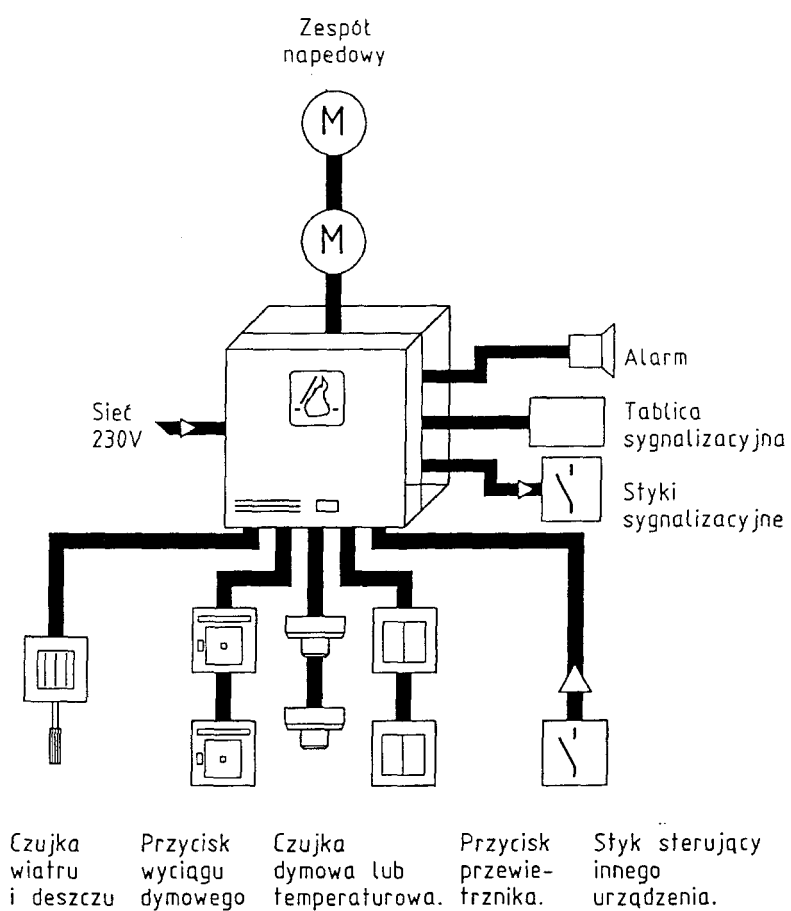 Zespół
napedowy
M
M
Alarm
Sieć
230V
Tablica
sygnalizacyjna
Styki
sygnalizacyjne
Czujka
wiatru
i deszczu
Przycisk
wyciągu
dymowego
Czujka
dymowa lub
temperaturowa.
Przycisk
przewie-
trznika.
Styk sterujący
innego
urządzenia.